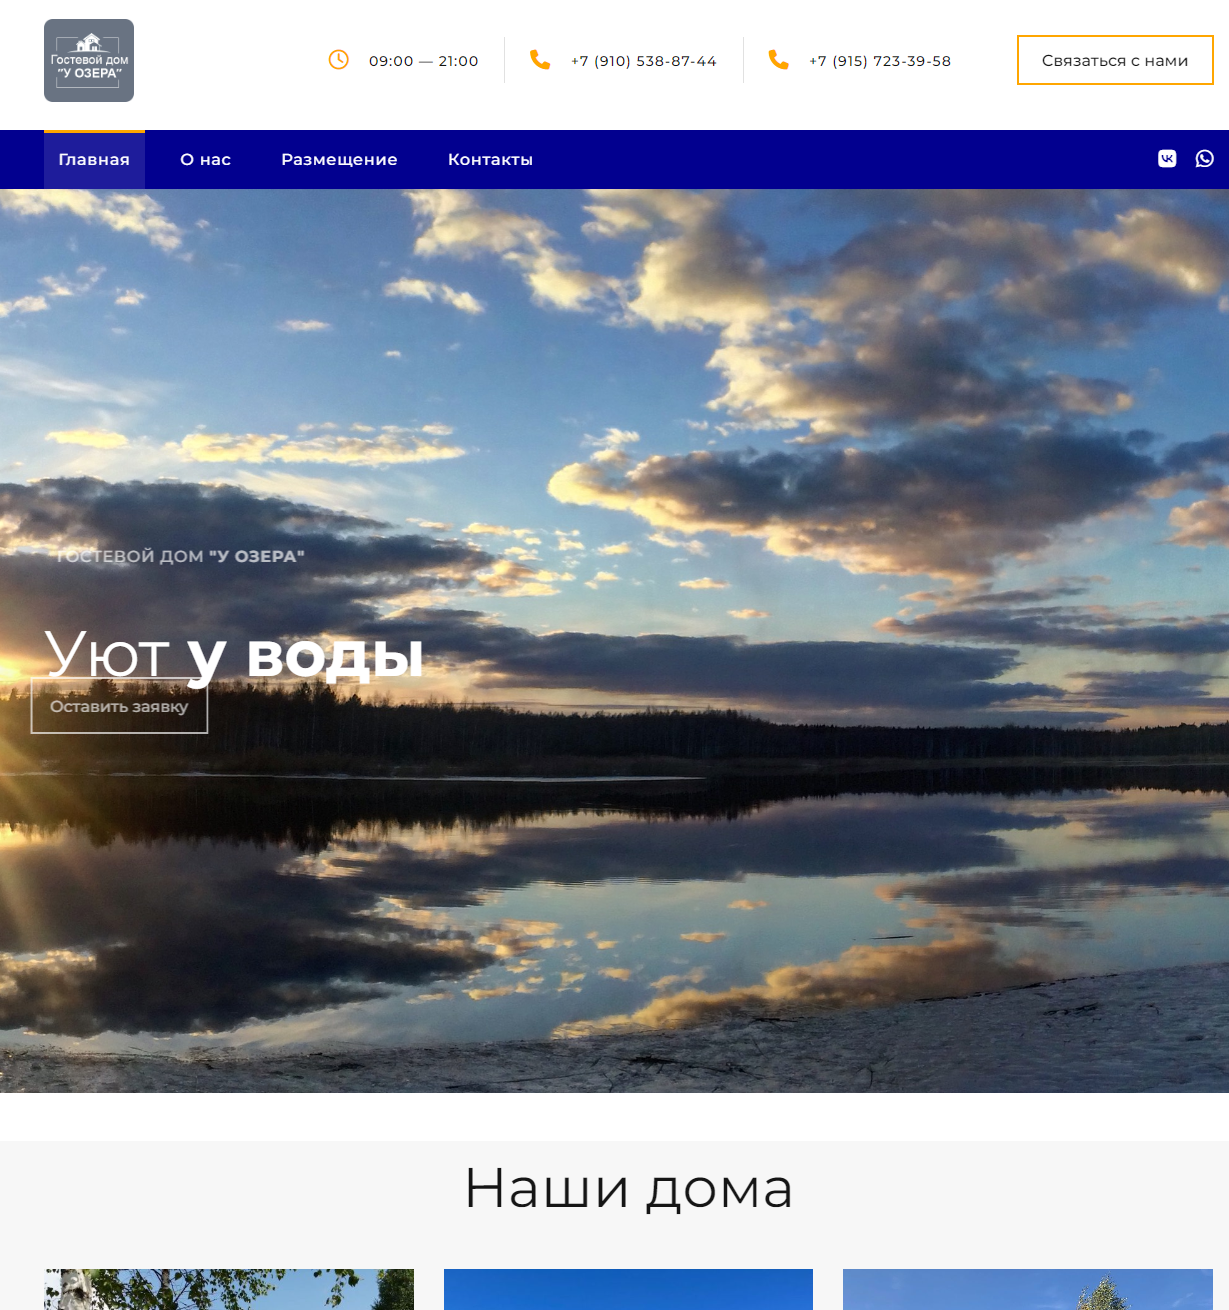 Гостевой дом
"У ОЗЕРА"
09:00 — 21:00
+7 (910) 538-87-44
+7 (915) 723-39-58
Связаться с нами
Главная
О нас
Размещение
Контакты
ГОСТЕВОЙ ДОМ "У ОЗЕРА"
Уют у воды
Оставить заявку
Наши дома